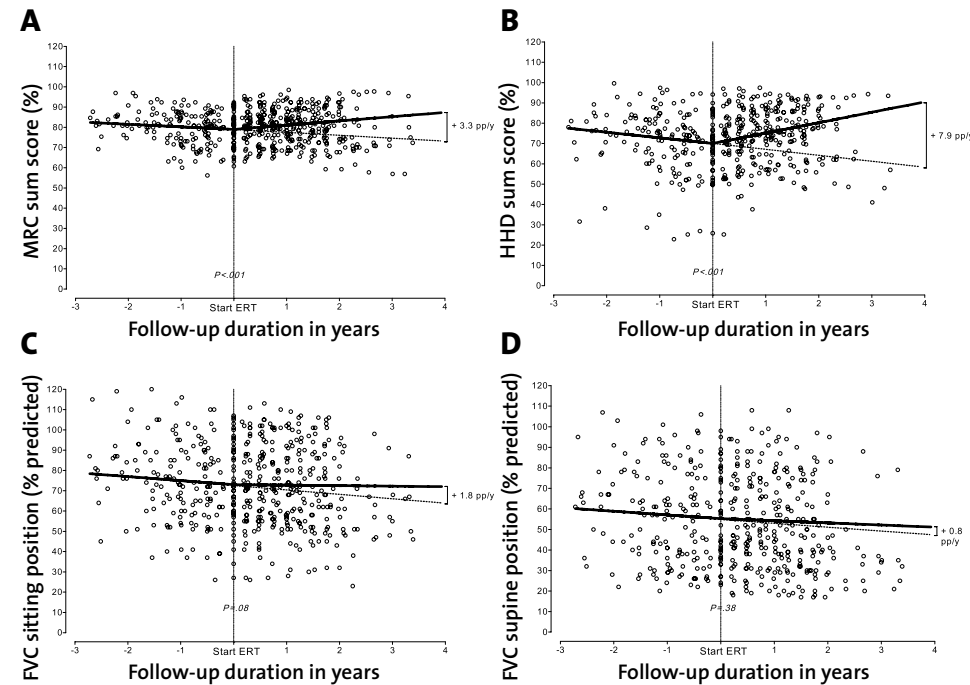 A
MRC sum score (%)
120
110
100
90
80
70
60
50
40
30
20
10
0
+ 3.3 pp/y
P<.001
-3 -2 -1 Start ERT 1 2 3 4
Follow-up duration in years
B
HHD sum score (%)
120
110
100
90
80
70
60
50
40
30
20
10
0
+ 7.9 pp/y
P<.001
-3 -2 -1 Start ERT 1 2 3 4
Follow-up duration in years
C
FVC sitting position (% predicted)
120
110
100
90
80
70
60
50
40
30
20
10
0
+ 1.8 pp/y
P=.08
-3 -2 -1 Start ERT 1 2 3 4
Follow-up duration in years
D
FVC supine position (% predicted)
120
110
100
90
80
70
60
50
40
30
20
10
0
+ 0.8
pp/y
P=.38
-3 -2 -1 Start ERT 1 2 3 4
Follow-up duration in years